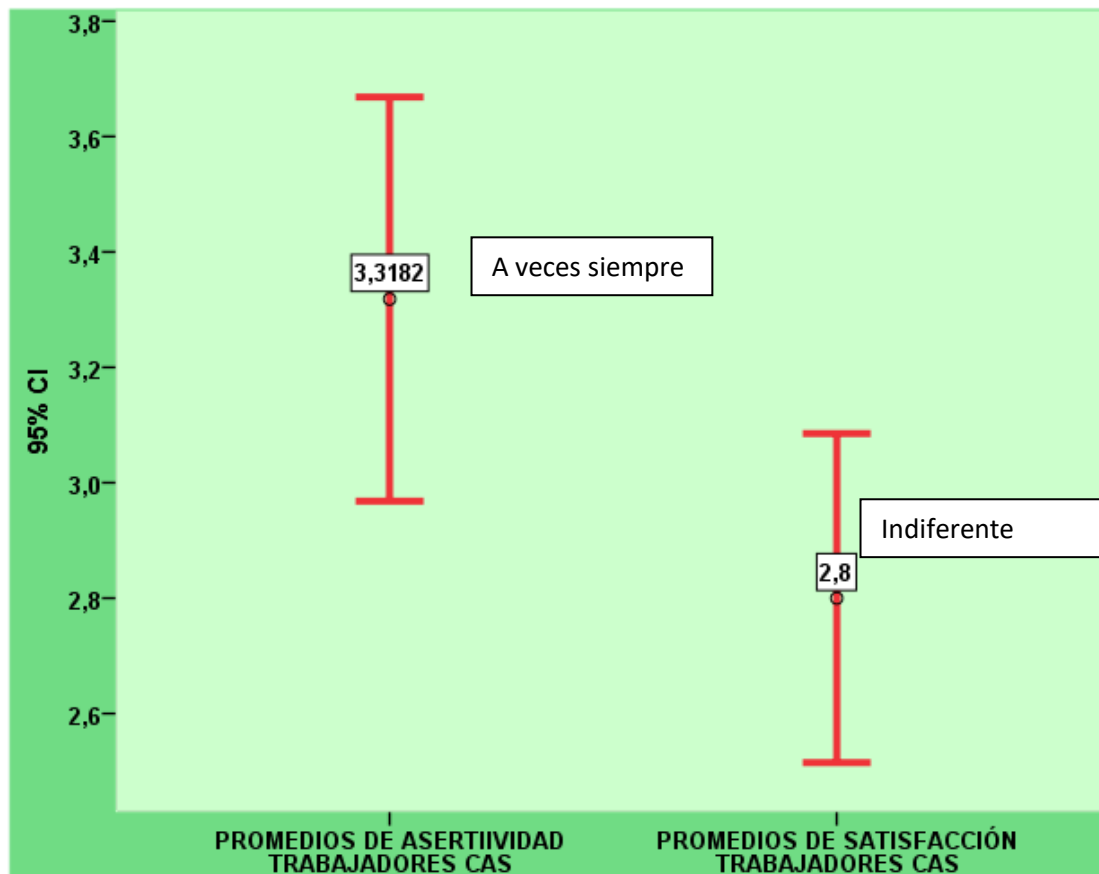 3,8
3,6
3,4
3,2
3,0
2,8
2,6
95% CI
3,3182
A veces siempre
Indiferente
2,8
PROMEDIOS DE ASERTIIVIDAD
TRABAJADORES CAS
PROMEDIOS DE SATISFACCIÓN
TRABAJADORES CAS